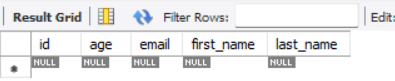 Result Grid Filter Rows: Edit:
id age email first_name last_name
NULL NULL NULL NULL NULL